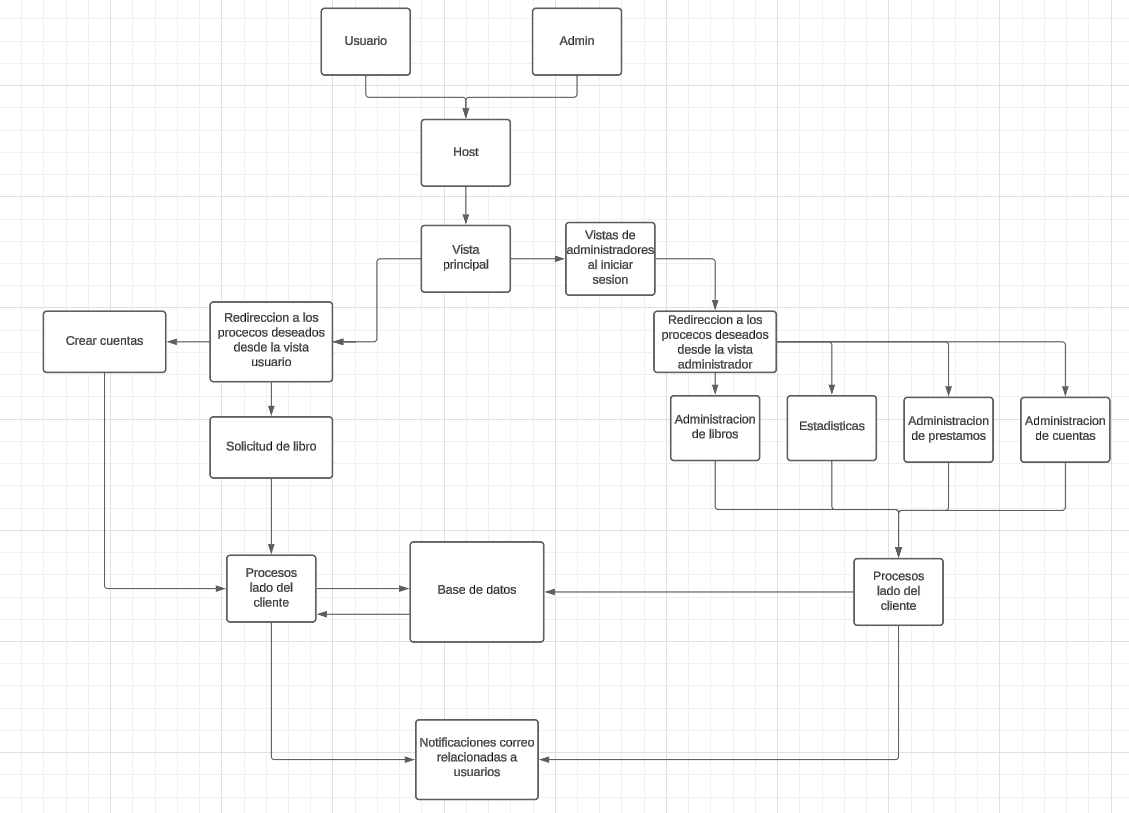 Usuario
Admin
Host
Vista
principal
Vistas de
administradores
al iniciar
sesion
Redireccion a los
procecos deseados
desde la vista
usuario
Crear cuentas
Redireccion a los
procecos deseados
desde la vista
administrador
Solicitud de libro
Administracion
de libros
Estadisticas
Administracion
de prestamos
Administracion
de cuentas
Procesos
lado del
cliente
Base de datos
Procesos
lado del
cliente
Notificaciones correo
relacionadas a
usuarios